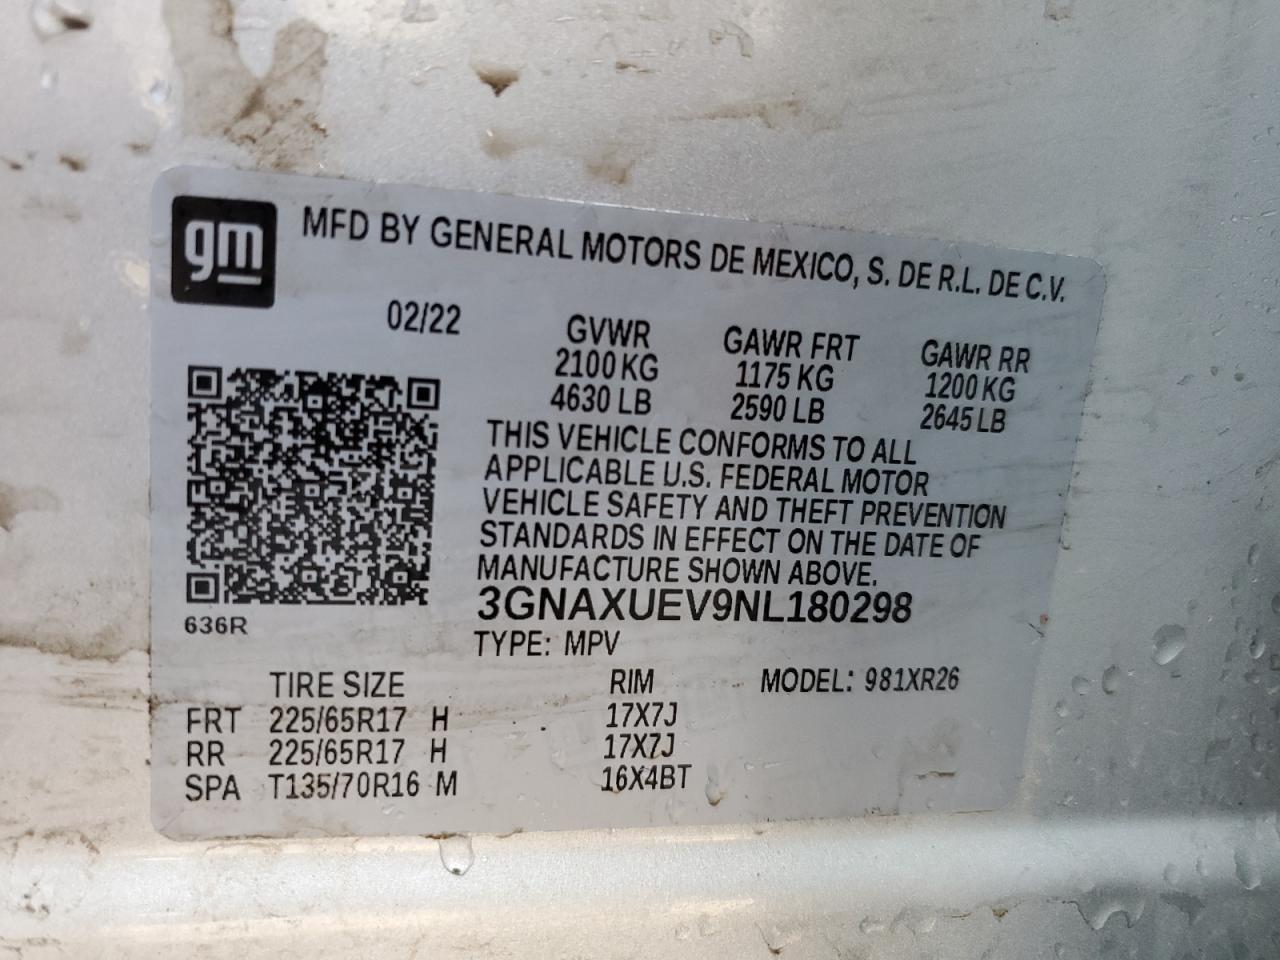 gm
MFD BY GENERAL MOTORS DE MEXICO, S. DE R.L. DE C.V.
02/22
GVWR GAWR FRT GAWR RR
2100 KG 1175 KG 1200 KG
4630 LB 2590 LB 2645 LB
THIS VEHICLE CONFORMS TO ALL
APPLICABLE U.S. FEDERAL MOTOR
VEHICLE SAFETY AND THEFT PREVENTION
STANDARDS IN EFFECT ON THE DATE OF
MANUFACTURE SHOWN ABOVE.
3GNAXUEV9NL180298
636R
TYPE: MPV
TIRE SIZE RIM MODEL: 981XR26
FRT 225/65R17 H 17X7J
RR 225/65R17 H 17X7J
SPA T135/70R16 M 16X4BT